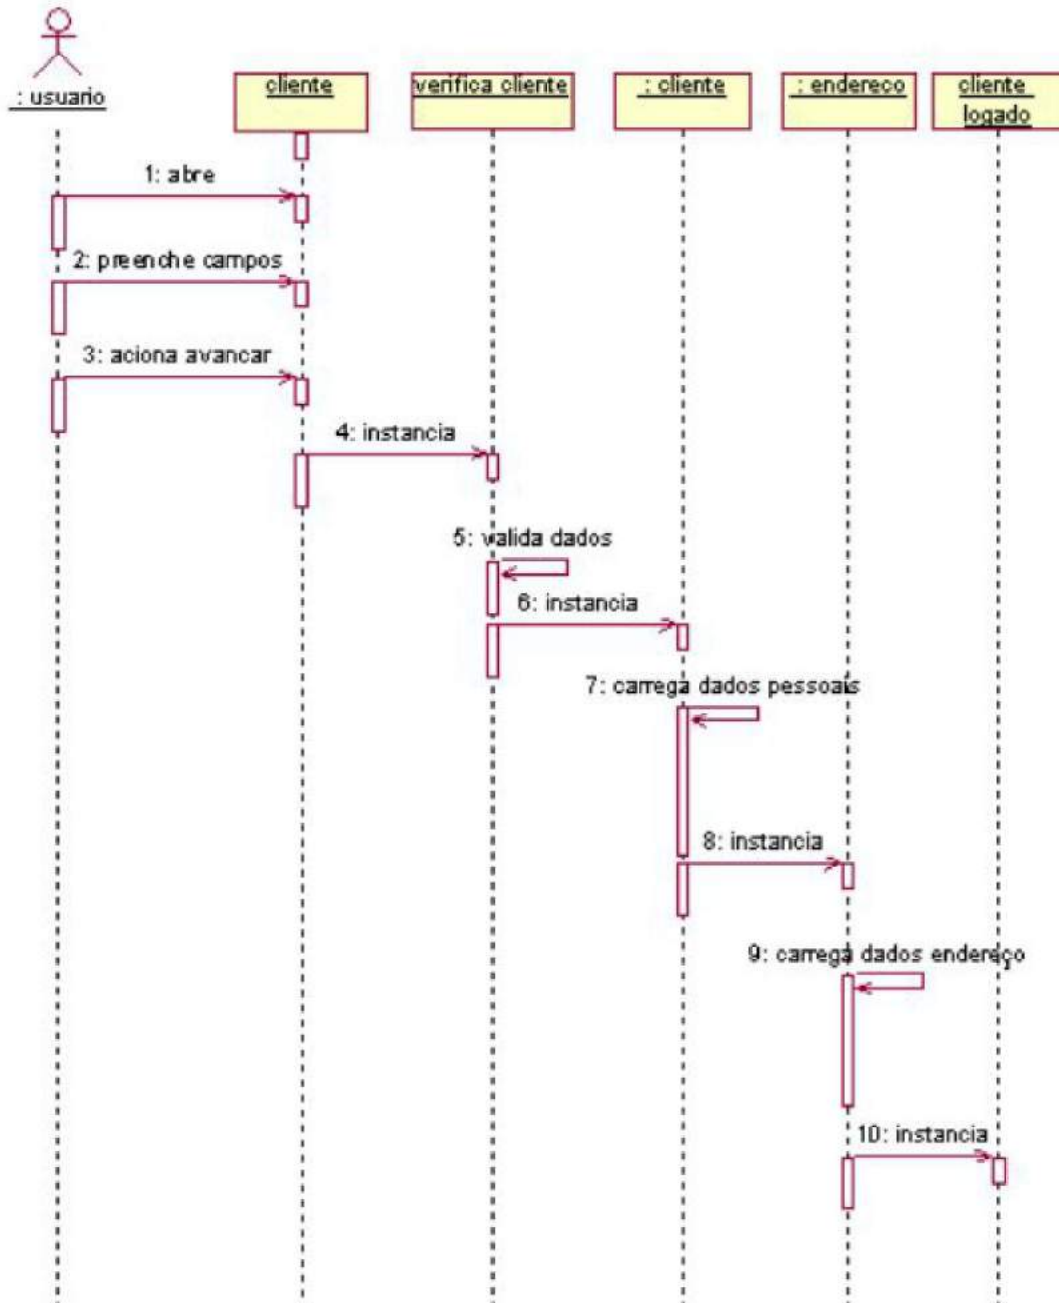 : usuario
cliente
verifica cliente
: cliente
: endereco
cliente
logado
1: abre
2: preenche campos
3: aciona avancar
4: instancia
5: valida dados
6: instancia
7: carrega dados pessoais
8: instancia
9: carrega dados endereço
10: instancia